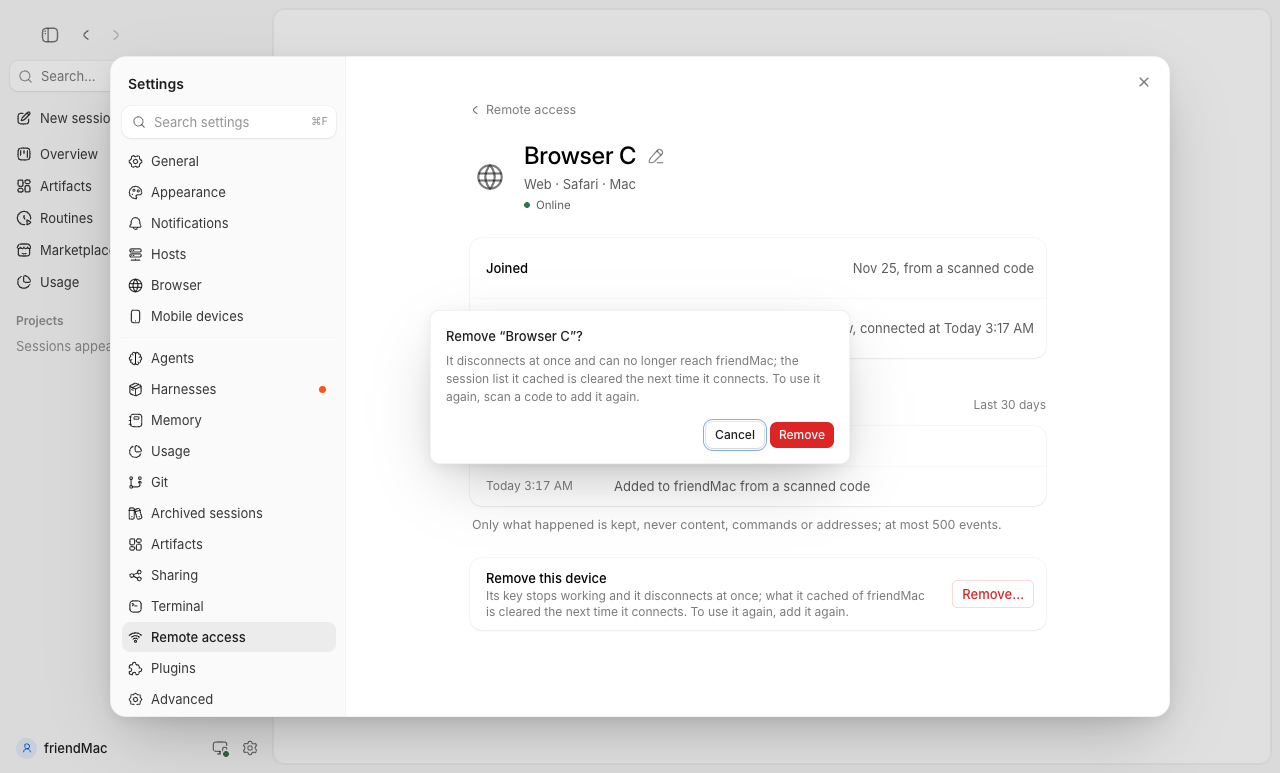 Search...
New sessio
Overview
Artifacts
Routines
Marketplac
Usage
Projects
Sessions appea
friendMac
Settings
Search settings ⌘F
General
Appearance
Notifications
Hosts
Browser
Mobile devices
Agents
Harnesses
Memory
Usage
Git
Archived sessions
Artifacts
Sharing
Terminal
Remote access
Plugins
Advanced
Remote access
Browser C
Web · Safari · Mac
Online
Joined Nov 25, from a scanned code
, connected at Today 3:17 AM
Remove “Browser C”?
It disconnects at once and can no longer reach friendMac; the
session list it cached is cleared the next time it connects. To use it
again, scan a code to add it again.
Cancel Remove
Last 30 days
Today 3:17 AM Added to friendMac from a scanned code
Only what happened is kept, never content, commands or addresses; at most 500 events.
Remove this device
Its key stops working and it disconnects at once; what it cached of friendMac
is cleared the next time it connects. To use it again, add it again.
Remove...